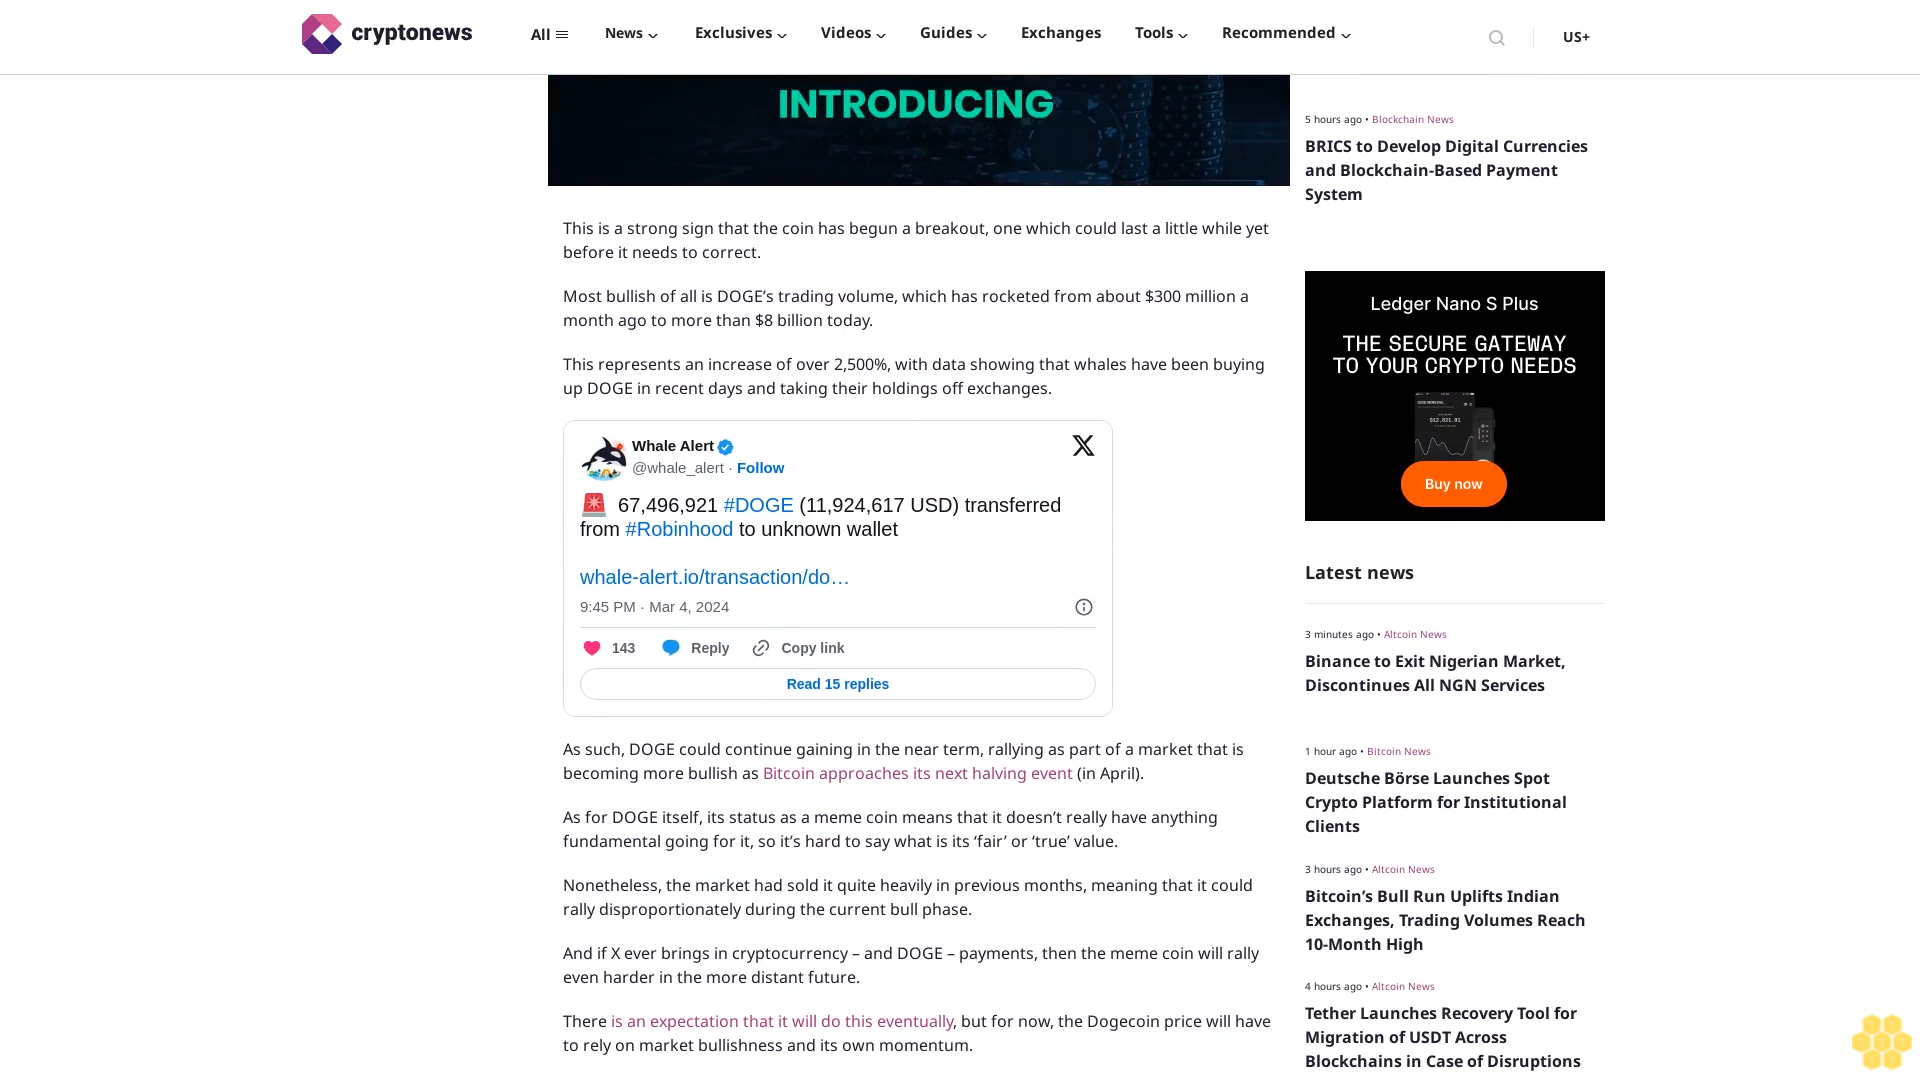 cryptonews
All
News
Exclusives
Videos
Guides
Exchanges
Tools
Recommended
US+
INTRODUCING
This is a strong sign that the coin has begun a breakout, one which could last a little while yet
before it needs to correct.
Most bullish of all is DOGE’s trading volume, which has rocketed from about $300 million a
month ago to more than $8 billion today.
This represents an increase of over 2,500%, with data showing that whales have been buying
up DOGE in recent days and taking their holdings off exchanges.
Whale Alert
@whale_alert · Follow
67,496,921 #DOGE (11,924,617 USD) transferred
from #Robinhood to unknown wallet
whale-alert.io/transaction/do…
9:45 PM · Mar 4, 2024
143
Reply
Copy link
Read 15 replies
As such, DOGE could continue gaining in the near term, rallying as part of a market that is
becoming more bullish as Bitcoin approaches its next halving event (in April).
As for DOGE itself, its status as a meme coin means that it doesn’t really have anything
fundamental going for it, so it’s hard to say what is its ‘fair’ or ‘true’ value.
Nonetheless, the market had sold it quite heavily in previous months, meaning that it could
rally disproportionately during the current bull phase.
And if X ever brings in cryptocurrency – and DOGE – payments, then the meme coin will rally
even harder in the more distant future.
There is an expectation that it will do this eventually, but for now, the Dogecoin price will have
to rely on market bullishness and its own momentum.
5 hours ago • Blockchain News
BRICS to Develop Digital Currencies
and Blockchain-Based Payment
System
Ledger Nano S Plus
THE SECURE GATEWAY
TO YOUR CRYPTO NEEDS
$12,821.81
Buy now
Latest news
3 minutes ago • Altcoin News
Binance to Exit Nigerian Market,
Discontinues All NGN Services
1 hour ago • Bitcoin News
Deutsche Börse Launches Spot
Crypto Platform for Institutional
Clients
3 hours ago • Altcoin News
Bitcoin’s Bull Run Uplifts Indian
Exchanges, Trading Volumes Reach
10-Month High
4 hours ago • Altcoin News
Tether Launches Recovery Tool for
Migration of USDT Across
Blockchains in Case of Disruptions